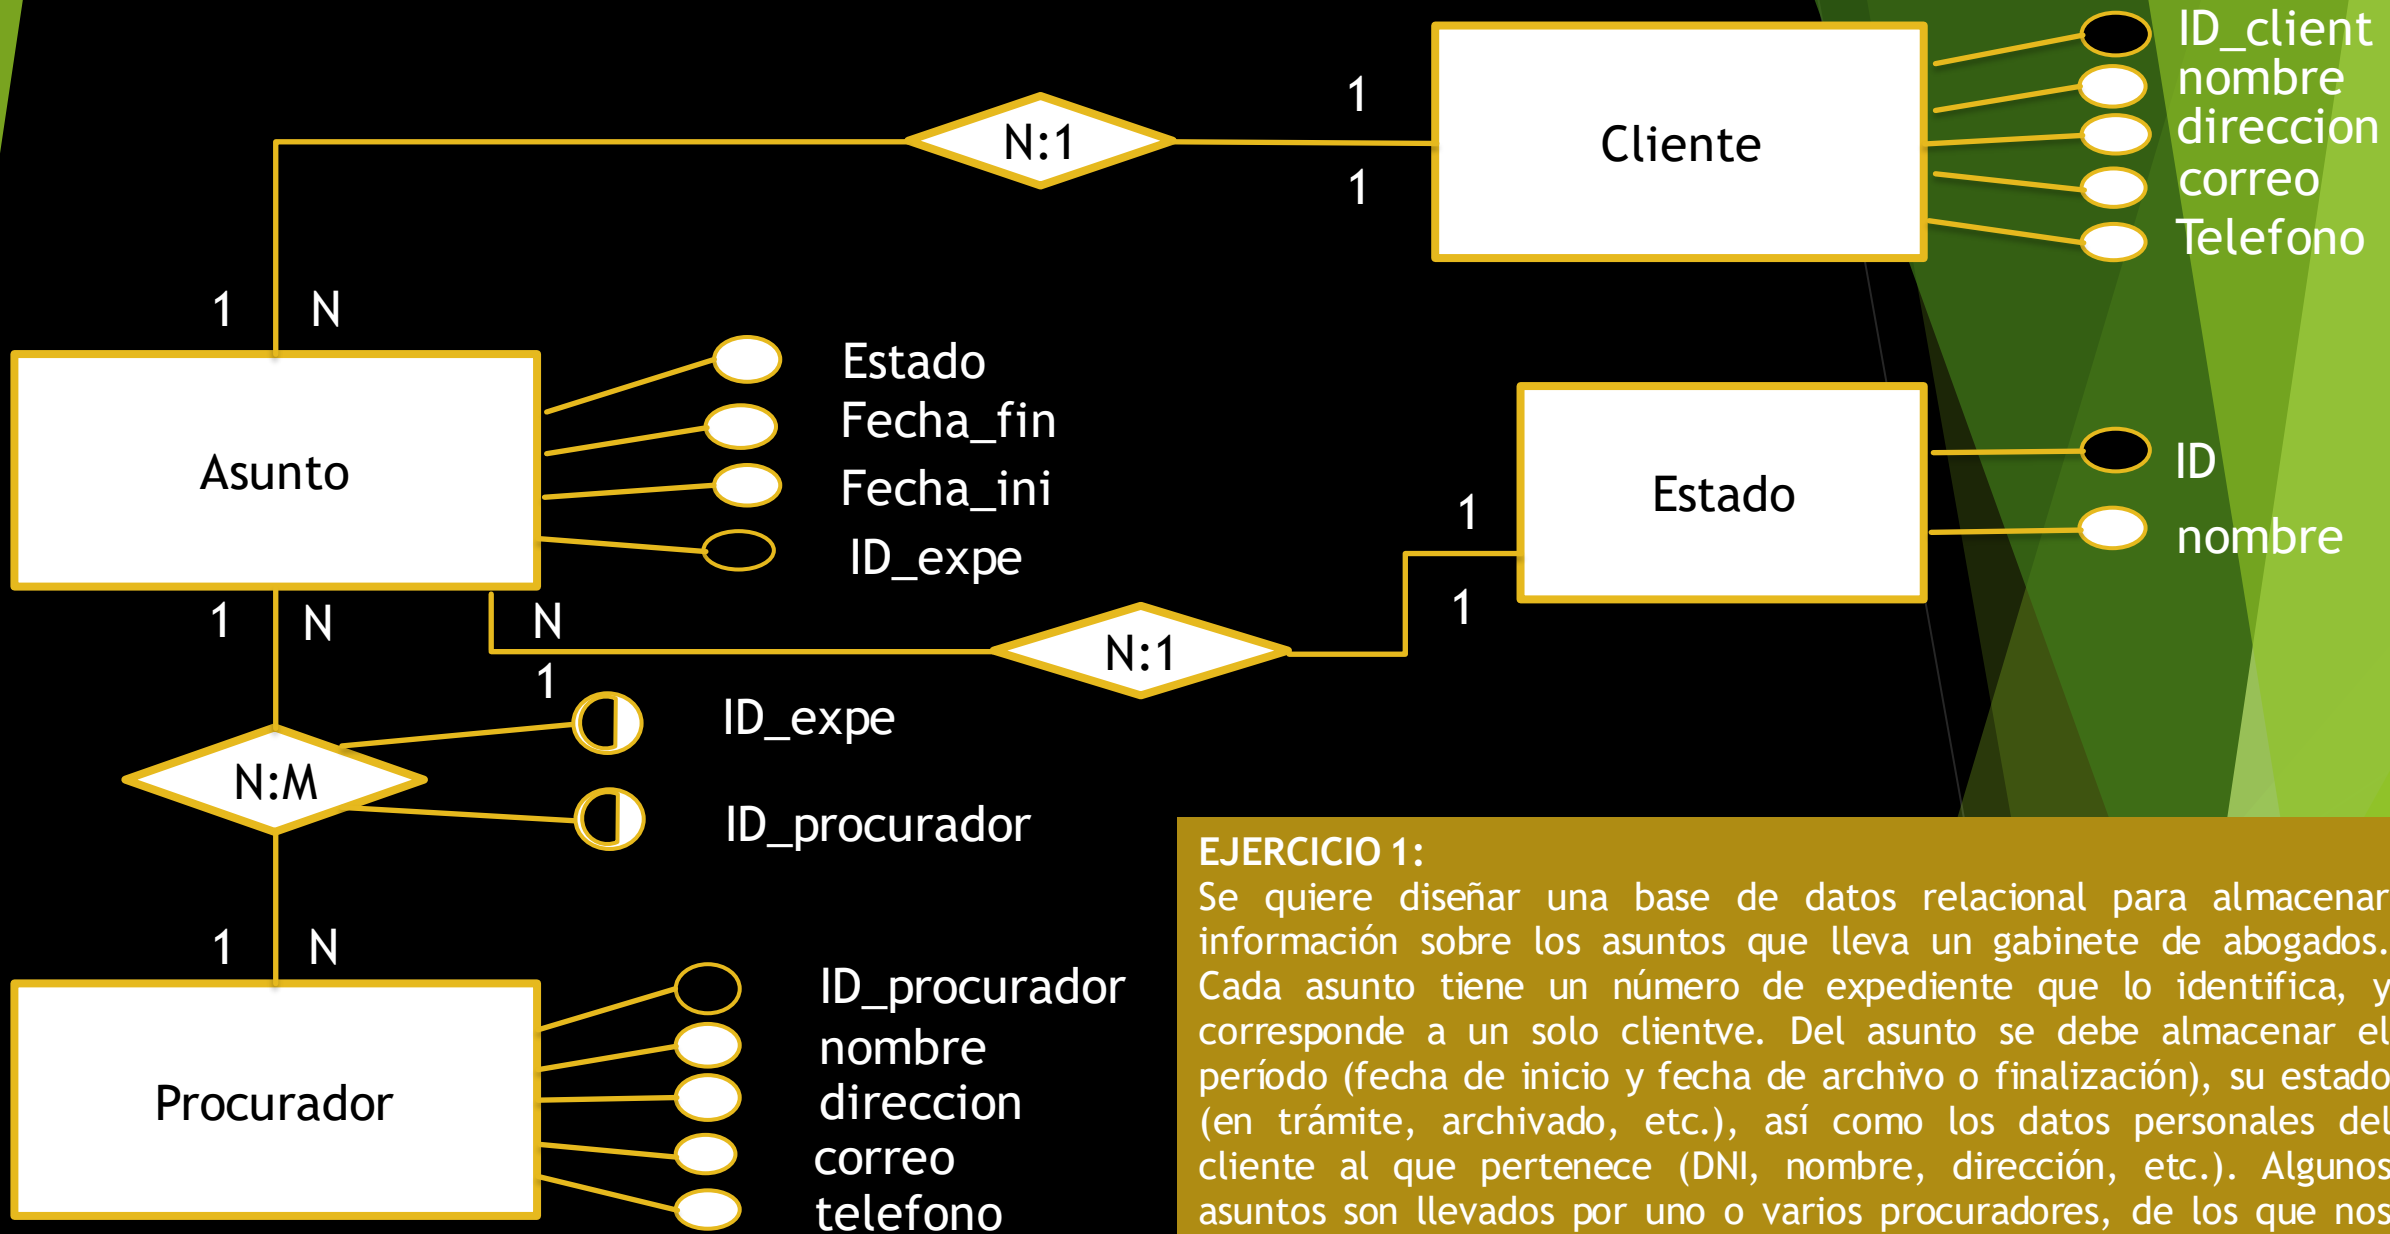 ID_client
nombre
direccion
correo
Telefono
1
N:1
Cliente
1
1 N
Estado
Fecha_fin
Fecha_ini
ID_expe
Asunto
Estado
ID
nombre
1
1
1 N
N
1
N:1
ID_expe
N:M
ID_procurador
1 N
ID_procurador
nombre
direccion
correo
telefono
Procurador
EJERCICIO 1:
Se quiere diseñar una base de datos relacional para almacenar
información sobre los asuntos que lleva un gabinete de abogados.
Cada asunto tiene un número de expediente que lo identifica, y
corresponde a un solo clientve. Del asunto se debe almacenar el
período (fecha de inicio y fecha de archivo o finalización), su estado
(en trámite, archivado, etc.), así como los datos personales del
cliente al que pertenece (DNI, nombre, dirección, etc.). Algunos
asuntos son llevados por uno o varios procuradores, de los que nos